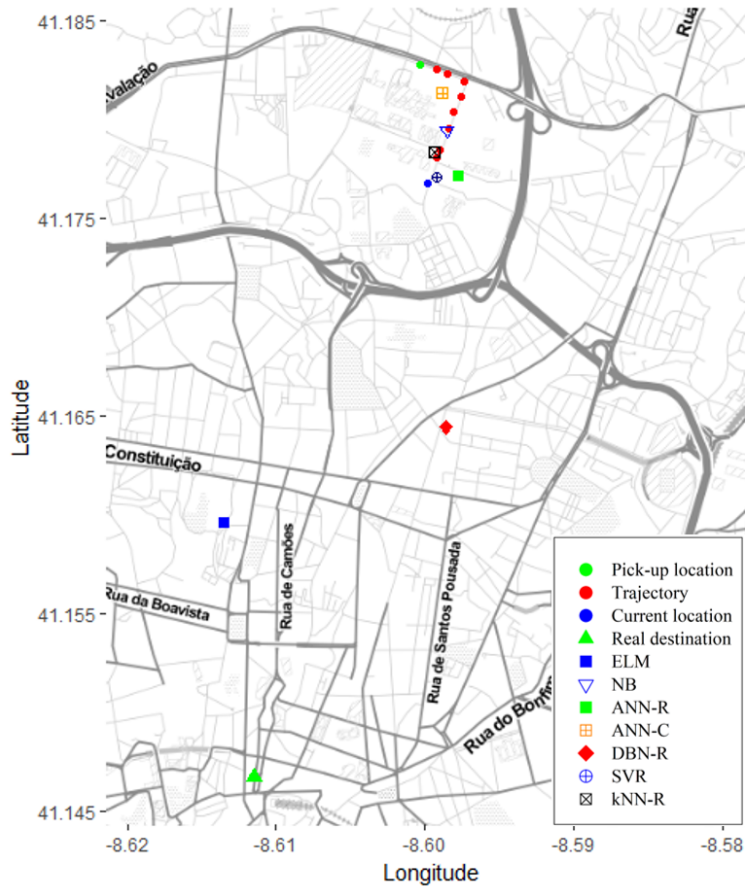 41.185
41.175
41.165
41.155
41.145
Latitude
-8.62
-8.61
-8.60
-8.59
-8.58
Longitude
valação
Rua
Constituição
Rua da Boavista
Rua de Camões
Rua de Santos Pousada
Rua do Bonfim
Pick-up location
Trajectory
Current location
Real destination
ELM
NB
ANN-R
ANN-C
DBN-R
SVR
kNN-R